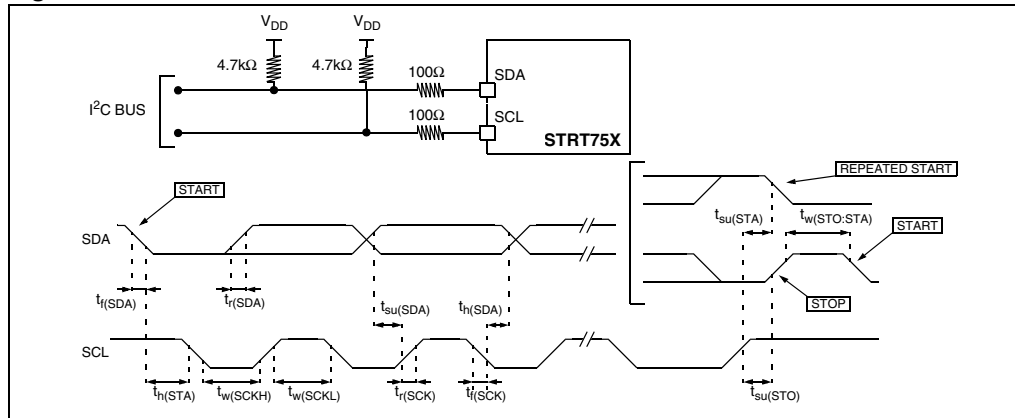 VDD VDD
4.7kΩ 4.7kΩ 100Ω
SDA
I²C BUS
100Ω
SCL
STRT75X
REPEATED START
START
tsu(STA) tw(STO:STA)
START
SDA
tf(SDA) tr(SDA) tsu(SDA) th(SDA)
STOP
SCL
th(STA) tw(SCKH) tw(SCKL) tr(SCK) tf(SCK) tsu(STO)